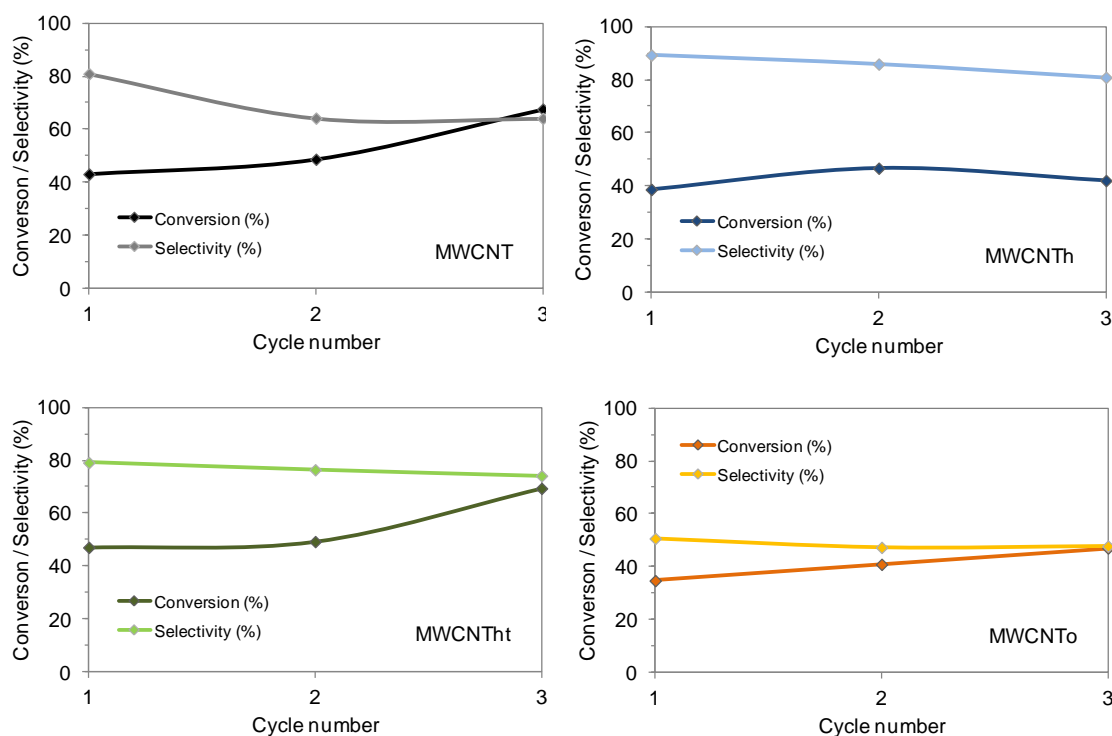 Converson / Selectivity (%)
100
80
60
40
20
0
Conversion (%)
Selectivity (%)
MWCNT
1
2
3
Cycle number
Converson / Selectivity (%)
100
80
60
40
20
0
Conversion (%)
Selectivity (%)
MWCNTh
1
2
3
Cycle number
Converson / Selectivity (%)
100
80
60
40
20
0
Conversion (%)
Selectivity (%)
MWCNTht
1
2
3
Cycle number
Converson / Selectivity (%)
100
80
60
40
20
0
Conversion (%)
Selectivity (%)
MWCNTo
1
2
3
Cycle number